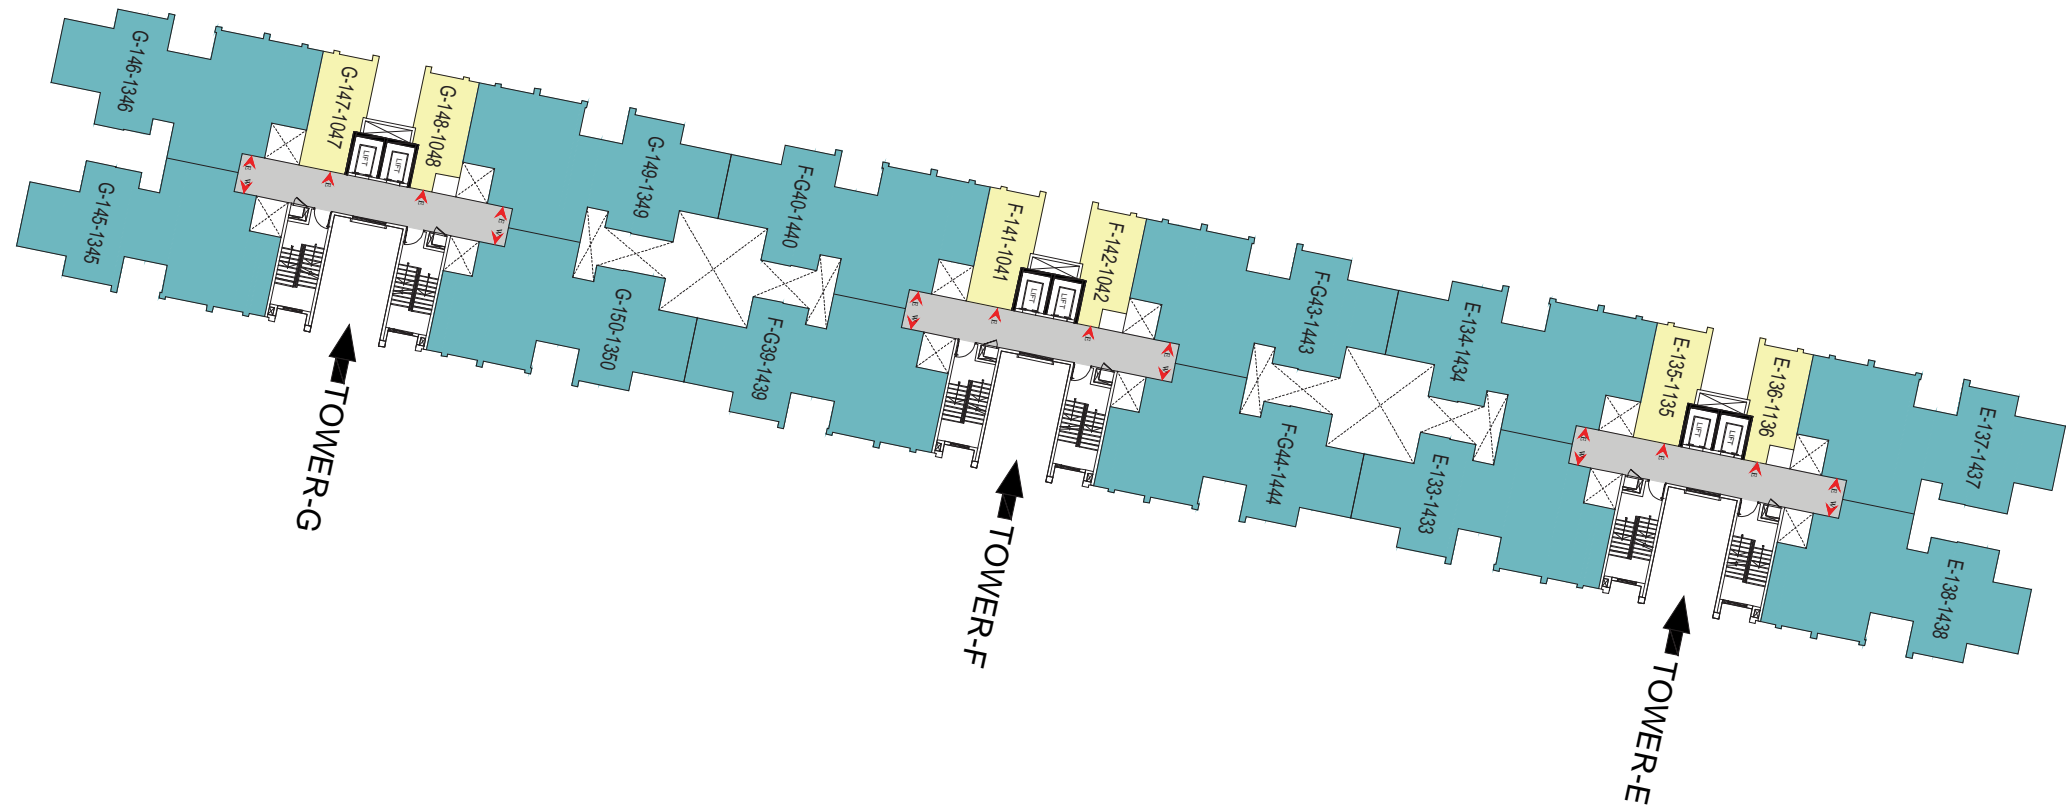 G-146-1346
G-147-1047
G-148-1048
G-149-1349
G-145-1345
G-150-1350
LIFT
LIFT
E
W
E
E
E
W
TOWER-G
F-G40-1440
F-141-1041
F-142-1042
F-G43-1443
F-G39-1439
F-G44-1444
LIFT
LIFT
E
W
E
E
E
W
TOWER-F
E-134-1434
E-135-1135
E-136-1136
E-137-1437
E-133-1433
E-138-1438
LIFT
LIFT
E
W
E
E
E
W
TOWER-E